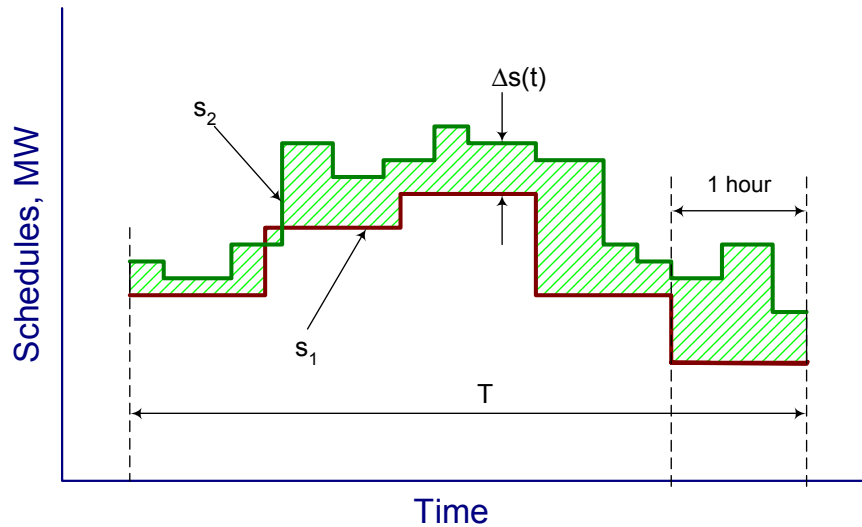 Δs(t)
s₂
1 hour
s₁
T
Schedules, MW
Time